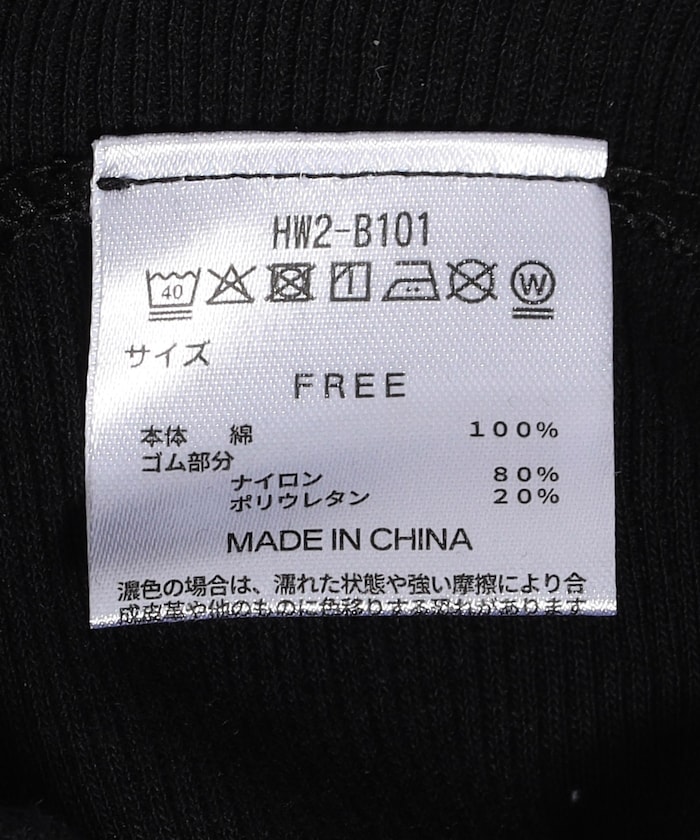 HW2-B101
40 W
サイズ
FREE
本体 綿 100%
ゴム部分
ナイロン 80%
ポリウレタン 20%
MADE IN CHINA
濃色の場合は、濡れた状態や強い摩擦により合
成皮革や他のものに色移りする恐れがあります